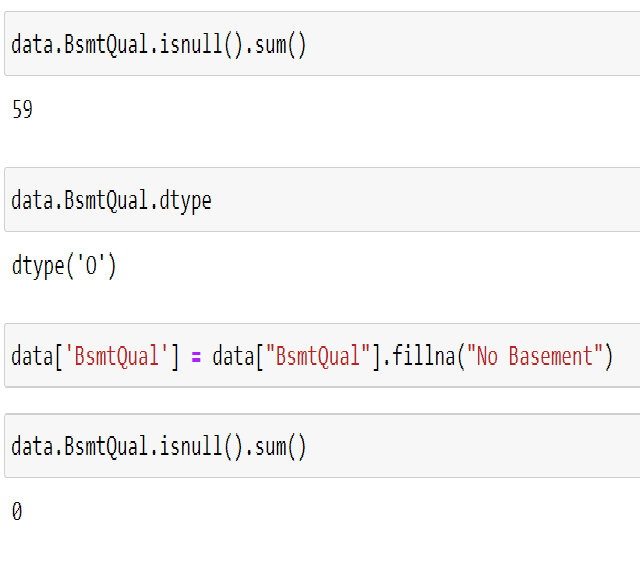 data.BsmtQual.isnull().sum()
59
data.BsmtQual.dtype
dtype('O')
data['BsmtQual'] = data["BsmtQual"].fillna("No Basement")
data.BsmtQual.isnull().sum()
0